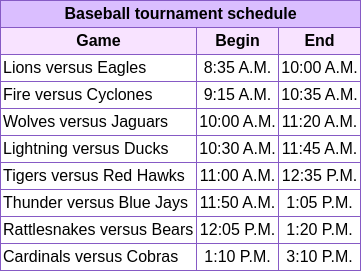 Baseball tournament schedule
Game Begin End
Lions versus Eagles 8:35 A.M. 10:00 A.M.
Fire versus Cyclones 9:15 A.M. 10:35 A.M.
Wolves versus Jaguars 10:00 A.M. 11:20 A.M.
Lightning versus Ducks 10:30 A.M. 11:45 A.M.
Tigers versus Red Hawks 11:00 A.M. 12:35 P.M.
Thunder versus Blue Jays 11:50 A.M. 1:05 P.M.
Rattlesnakes versus Bears 12:05 P.M. 1:20 P.M.
Cardinals versus Cobras 1:10 P.M. 3:10 P.M.